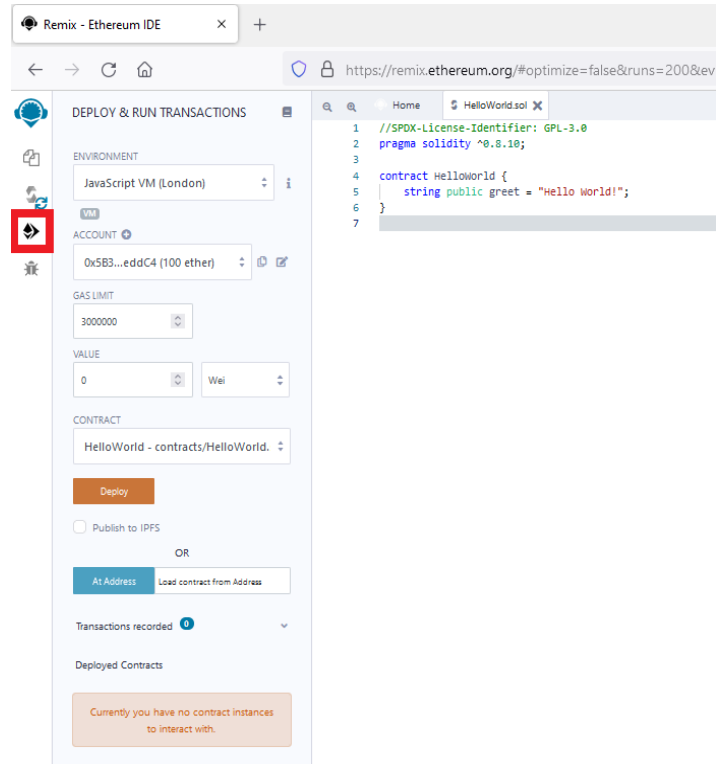 Remix - Ethereum IDE
https://remix.ethereum.org/#optimize=false&runs=200&ev
DEPLOY & RUN TRANSACTIONS
ENVIRONMENT
JavaScript VM (London)
VM
ACCOUNT
0x5B3...eddC4 (100 ether)
GAS LIMIT
3000000
VALUE
0
Wei
CONTRACT
HelloWorld - contracts/HelloWorld.
Deploy
Publish to IPFS
OR
At Address
Load contract from Address
Transactions recorded 0
Deployed Contracts
Currently you have no contract instances
to interact with.
Home
HelloWorld.sol
1 //SPDX-License-Identifier: GPL-3.0
2 pragma solidity ^0.8.10;
3
4 contract HelloWorld {
5 string public greet = "Hello World!";
6 }
7